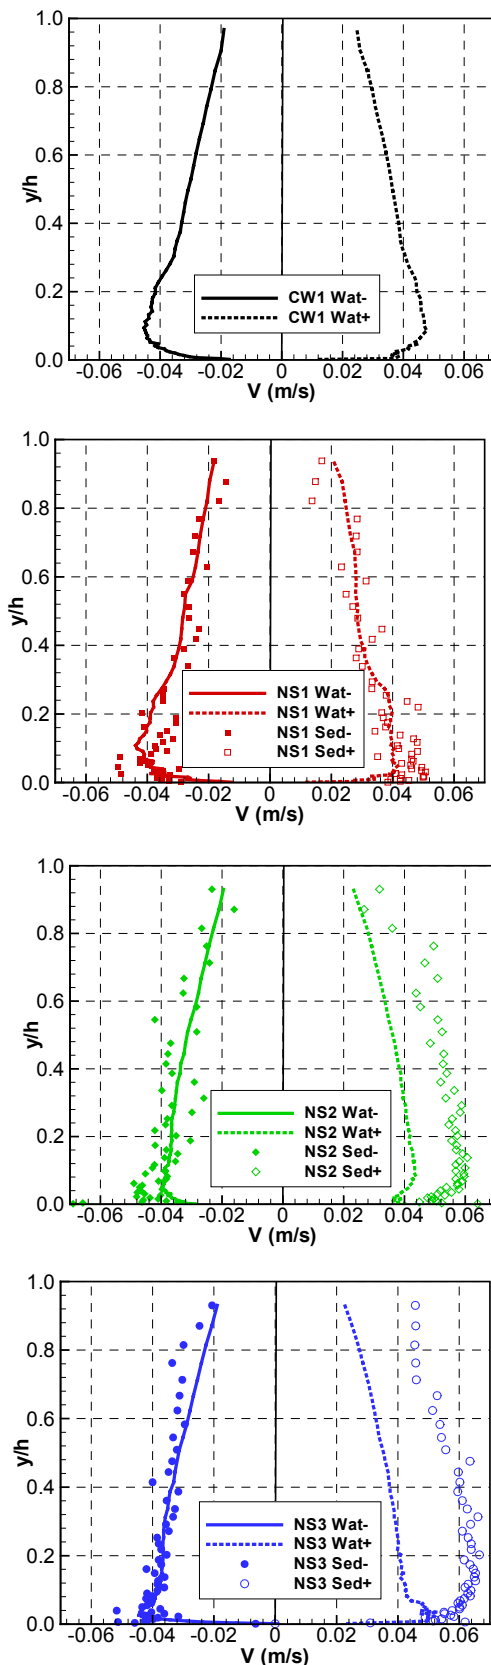 1.0
0.8
0.6
y/h
0.4
0.2
0.0
CW1 Wat-
CW1 Wat+
-0.06 -0.04 -0.02 0 0.02 0.04 0.06
V (m/s)
1.0
0.8
0.6
y/h
0.4
0.2
0.0
NS1 Wat-
NS1 Wat+
NS1 Sed-
NS1 Sed+
-0.06 -0.04 -0.02 0 0.02 0.04 0.06
V (m/s)
1.0
0.8
0.6
y/h
0.4
0.2
0.0
NS2 Wat-
NS2 Wat+
NS2 Sed-
NS2 Sed+
-0.06 -0.04 -0.02 0 0.02 0.04 0.06
V (m/s)
1.0
0.8
0.6
y/h
0.4
0.2
0.0
NS3 Wat-
NS3 Wat+
NS3 Sed-
NS3 Sed+
-0.06 -0.04 -0.02 0 0.02 0.04 0.06
V (m/s)